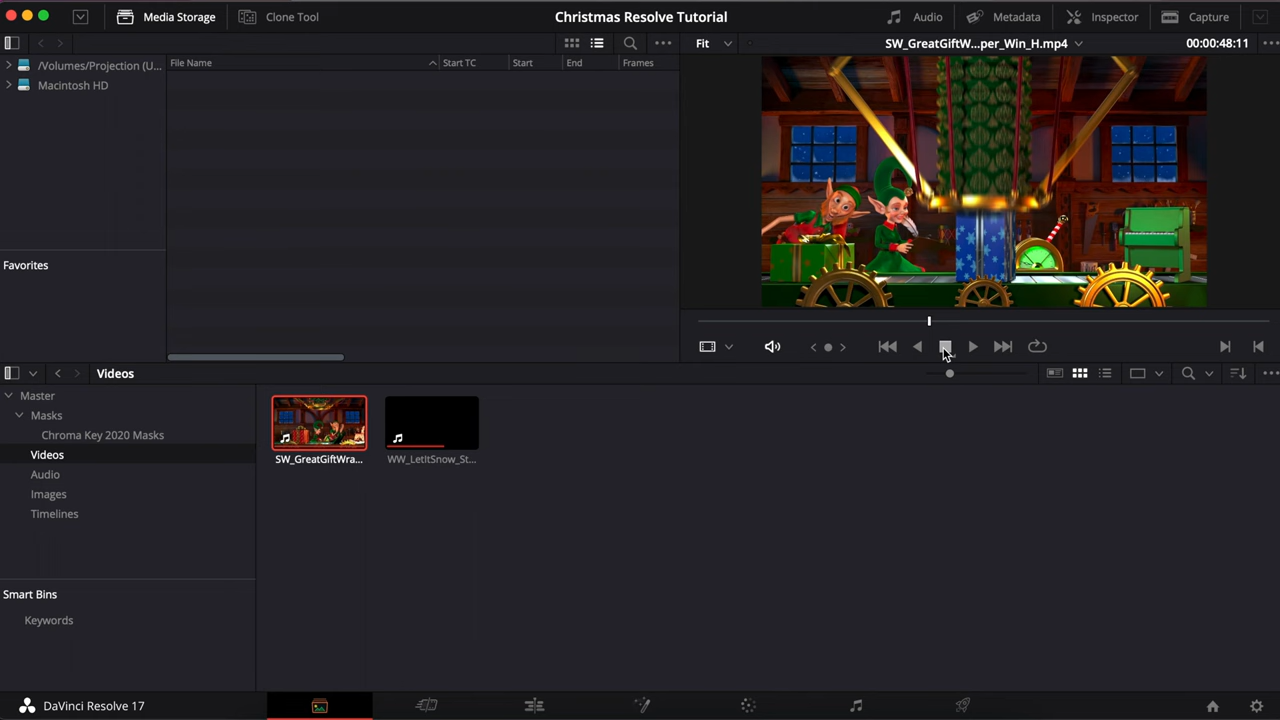 Media Storage
Clone Tool
Christmas Resolve Tutorial
Audio
Metadata
Inspector
Capture
Fit
SW_GreatGiftW...per_Win_H.mp4
00:00:48:11
/Volumes/Projection (U...
Macintosh HD
File Name
Start TC
Start
End
Frames
Favorites
Videos
Master
Masks
Chroma Key 2020 Masks
Videos
Audio
Images
Timelines
SW_GreatGiftWra...
WW_LetItSnow_St...
Smart Bins
Keywords
DaVinci Resolve 17